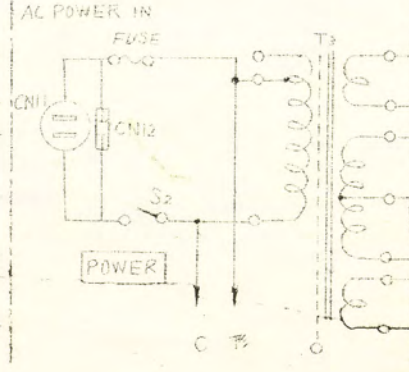 AC POWER IN
FUSE
T3
CN11
CN12
S2
POWER
C B